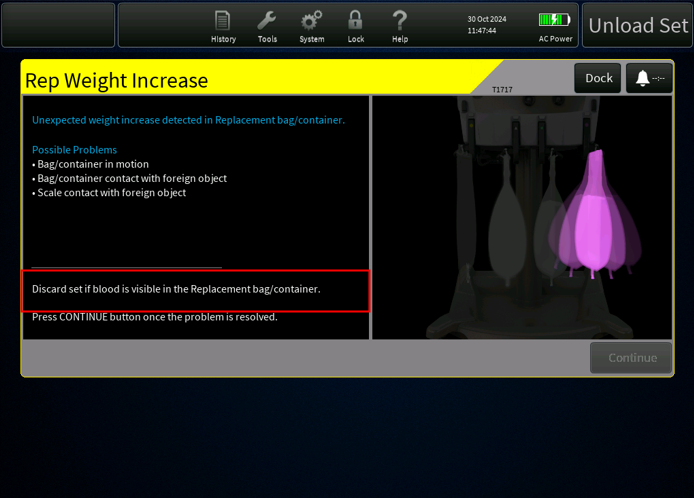 History
Tools
System
Lock
Help
30 Oct 2024
11:47:44
AC Power
Unload Set
Rep Weight Increase
T1717
Dock
--:--
Unexpected weight increase detected in Replacement bag/container.
Possible Problems
• Bag/container in motion
• Bag/container contact with foreign object
• Scale contact with foreign object
Discard set if blood is visible in the Replacement bag/container.
Press CONTINUE button once the problem is resolved.
Continue